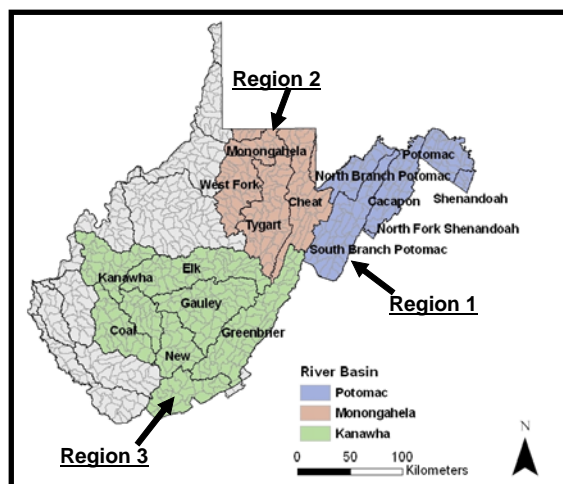 Region 2
Monongahela
Potomac
North Branch Potomac
West Fork
Cheat
Cacapon
Shenandoah
Tygart
North Fork Shenandoah
South Branch Potomac
Elk
Kanawha
Gauley
Region 1
Coal
Greenbrier
New
River Basin
Potomac
Monongahela
Kanawha
Region 3
N
0 50 100
Kilometers